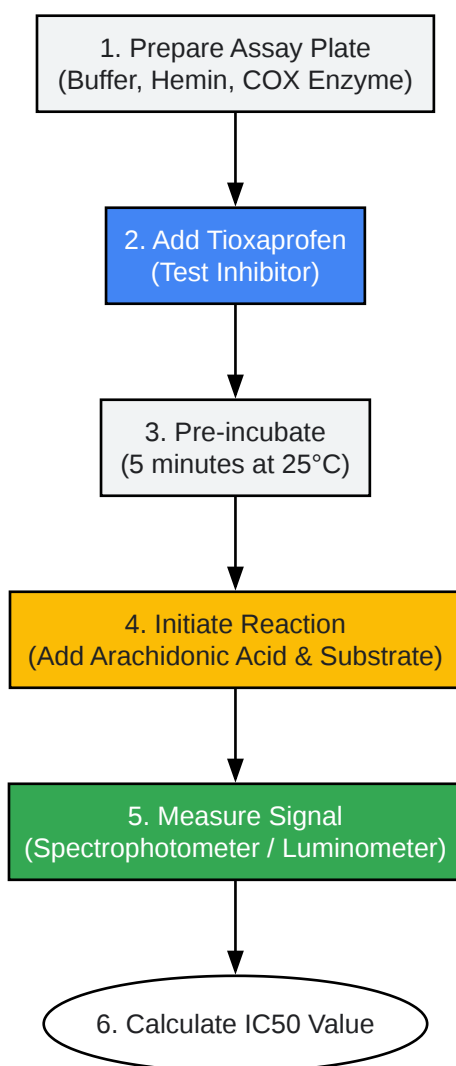 1. Prepare Assay Plate
(Buffer, Hemin, COX Enzyme)
2. Add Tioxaprofen
(Test Inhibitor)
3. Pre-incubate
(5 minutes at 25°C)
4. Initiate Reaction
(Add Arachidonic Acid & Substrate)
5. Measure Signal
(Spectrophotometer / Luminometer)
6. Calculate IC50 Value